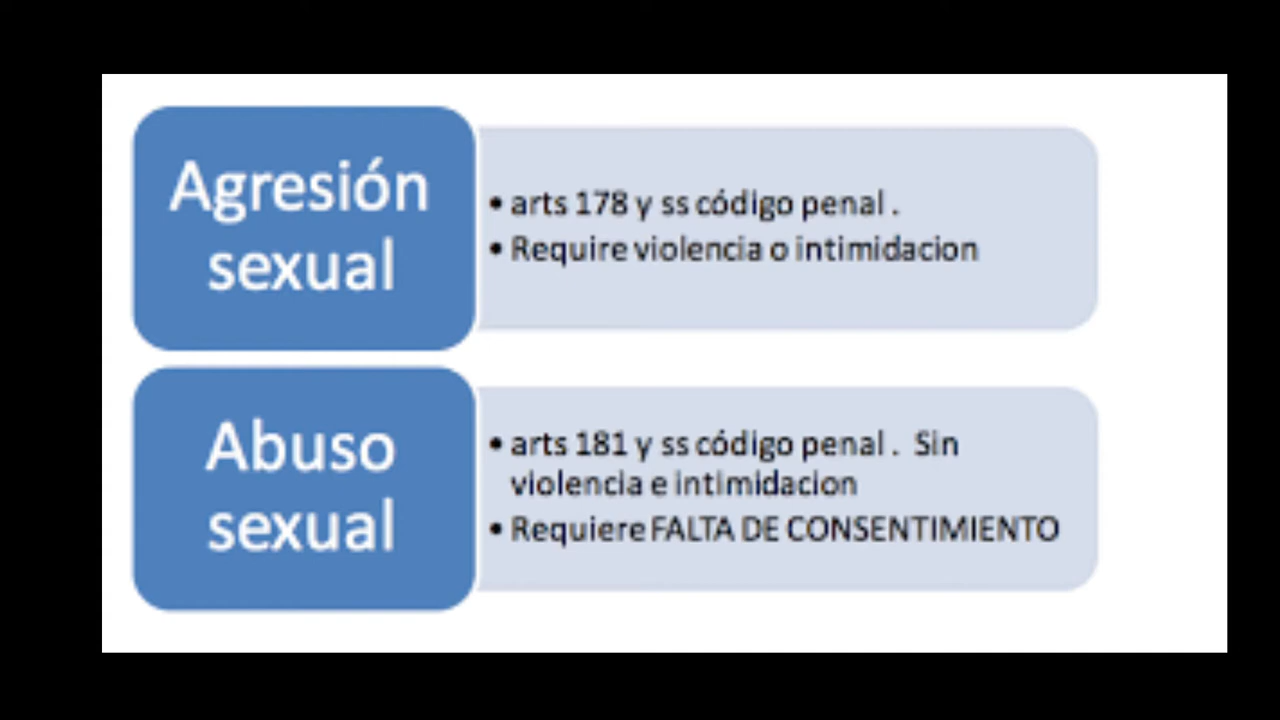 Agresión
sexual
• arts 178 y ss código penal .
• Require violencia o intimidacion
Abuso
sexual
• arts 181 y ss código penal . Sin
violencia e intimidacion
• Requiere FALTA DE CONSENTIMIENTO